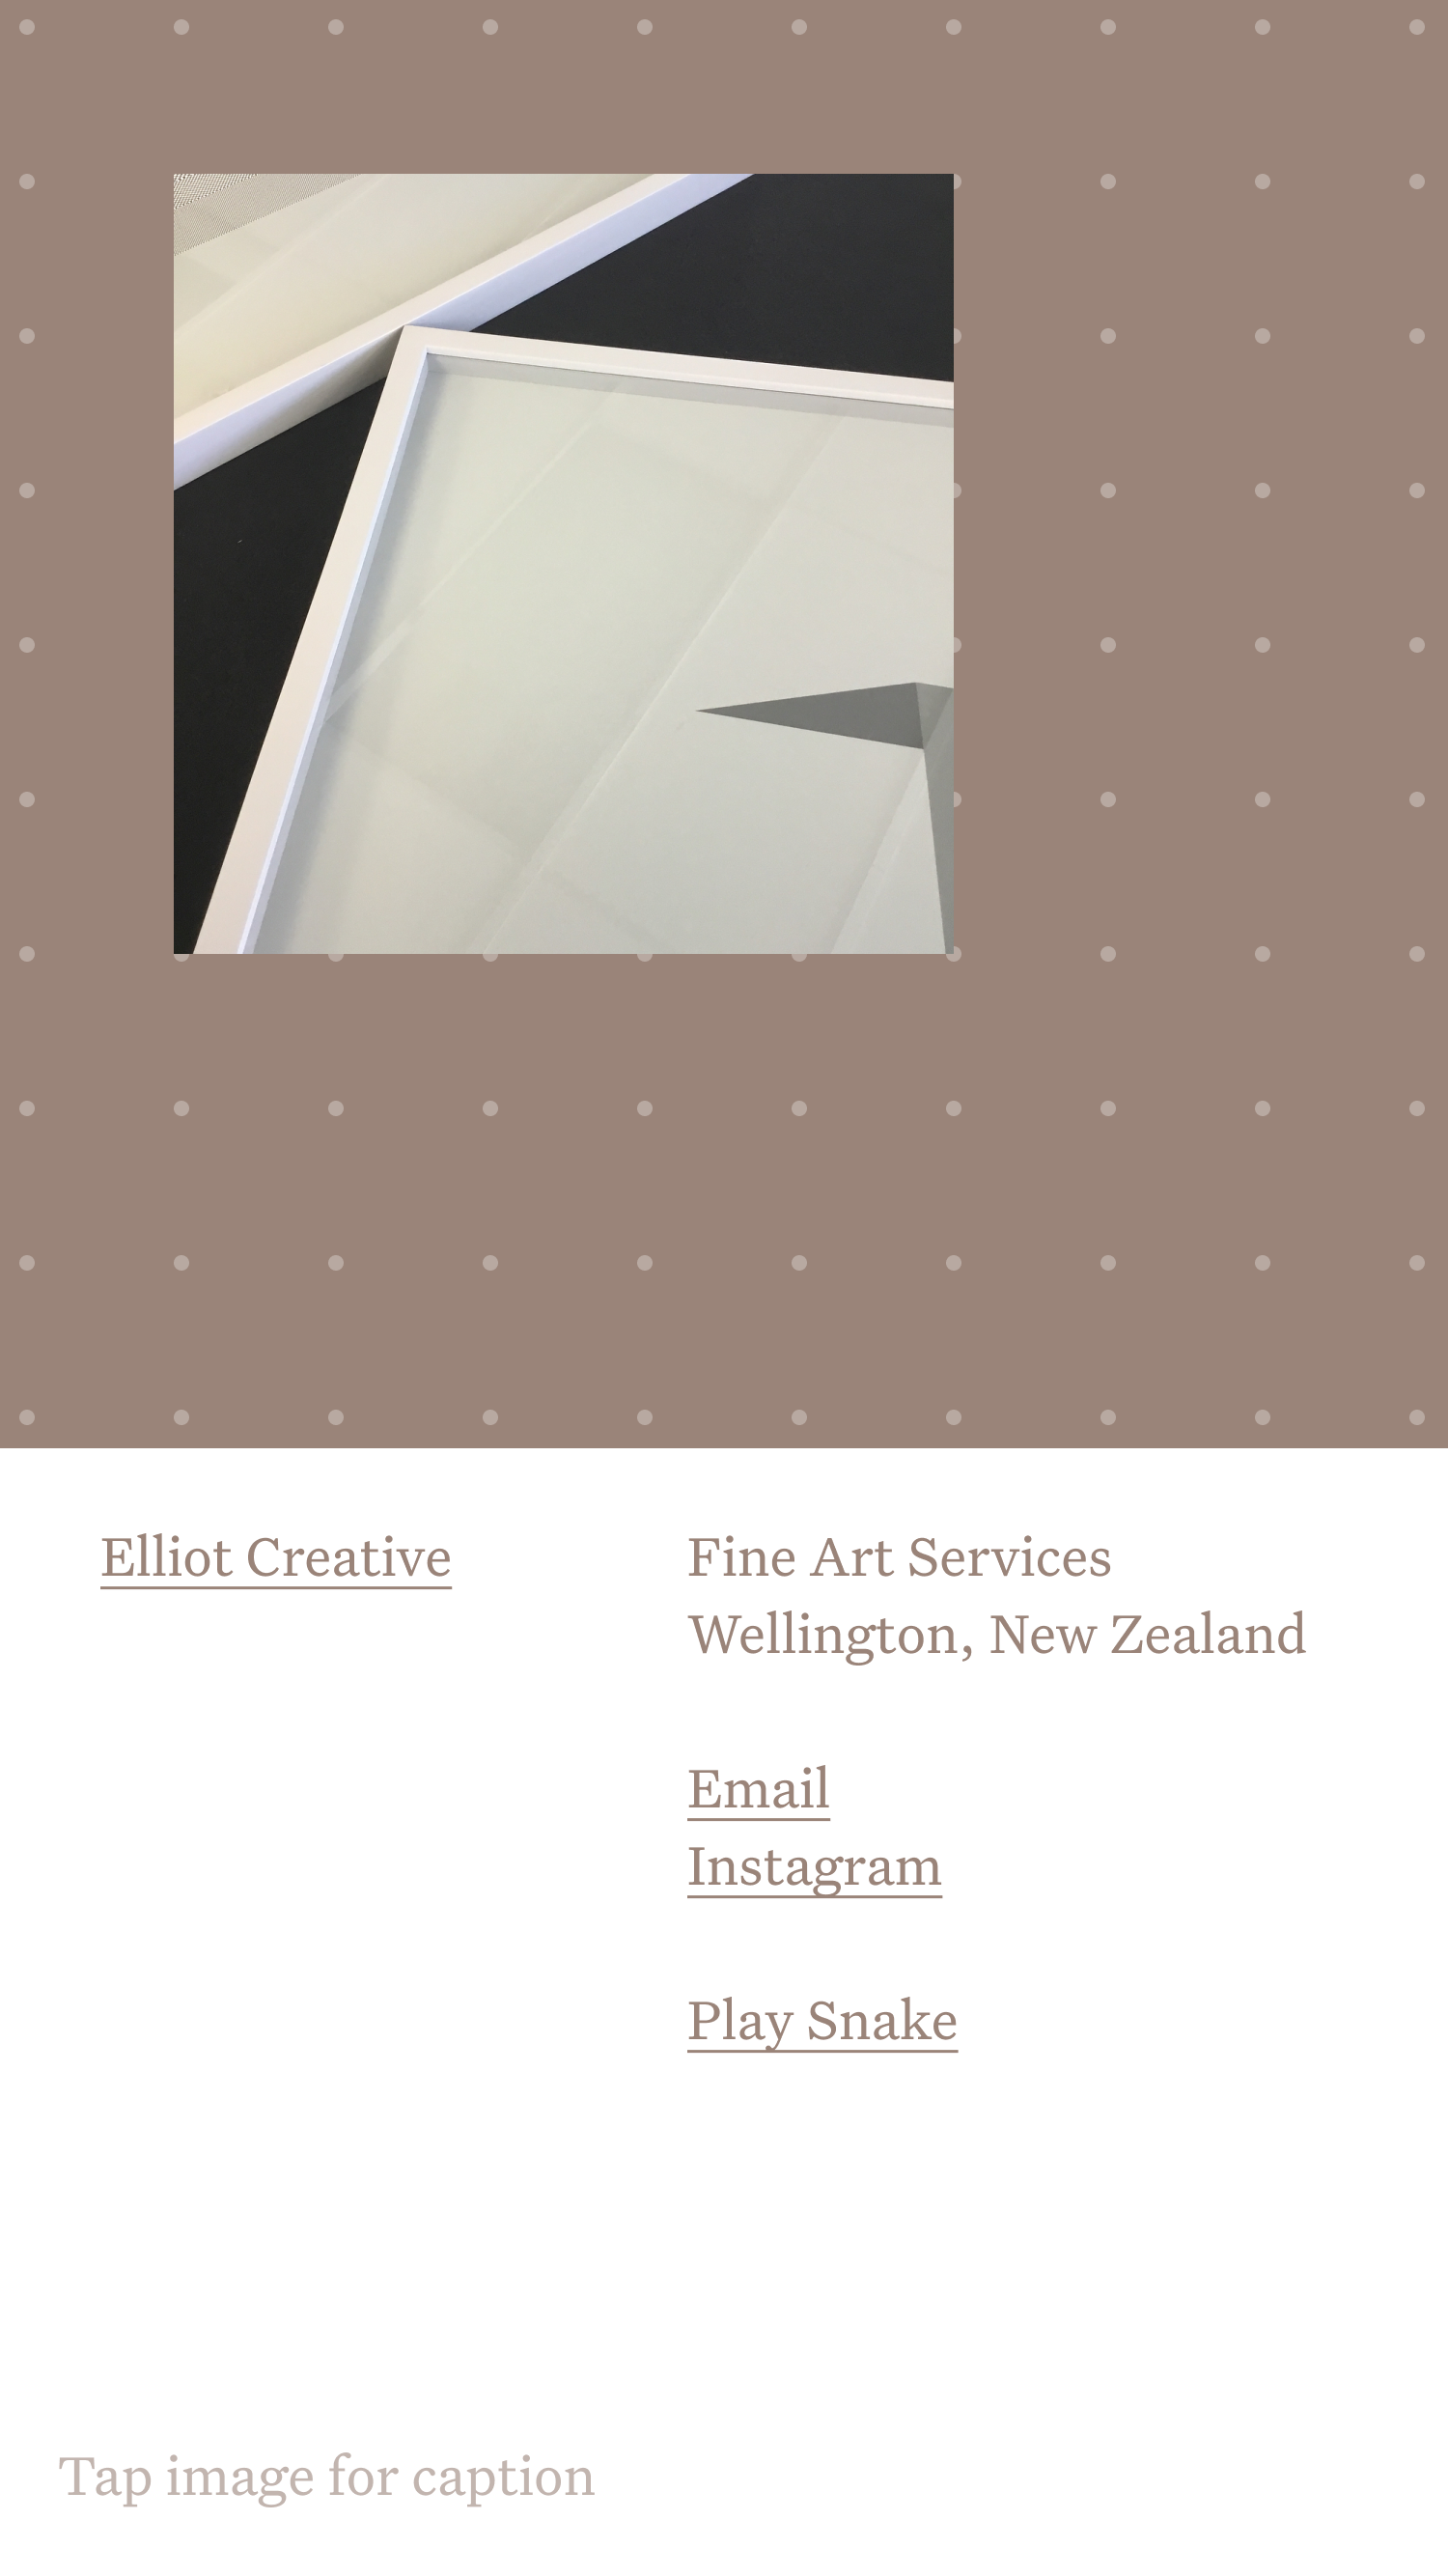 Elliot Creative
Fine Art Services
Wellington, New Zealand
Email
Instagram
Play Snake
Tap image for caption